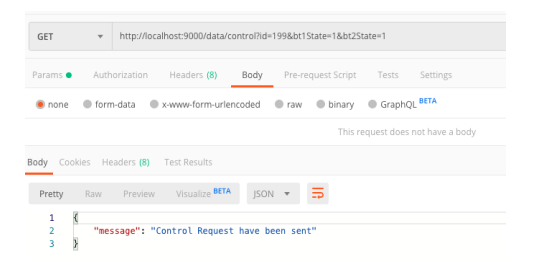 GET http://localhost:9000/data/control?id=199&bt1State=1&bt2State=1
Params Authorization Headers (8) Body Pre-request Script Tests Settings
none form-data x-www-form-urlencoded raw binary GraphQL BETA
This request does not have a body
Body Cookies Headers (8) Test Results
Pretty Raw Preview Visualize BETA JSON
1 {
2 "message": "Control Request have been sent"
3 }